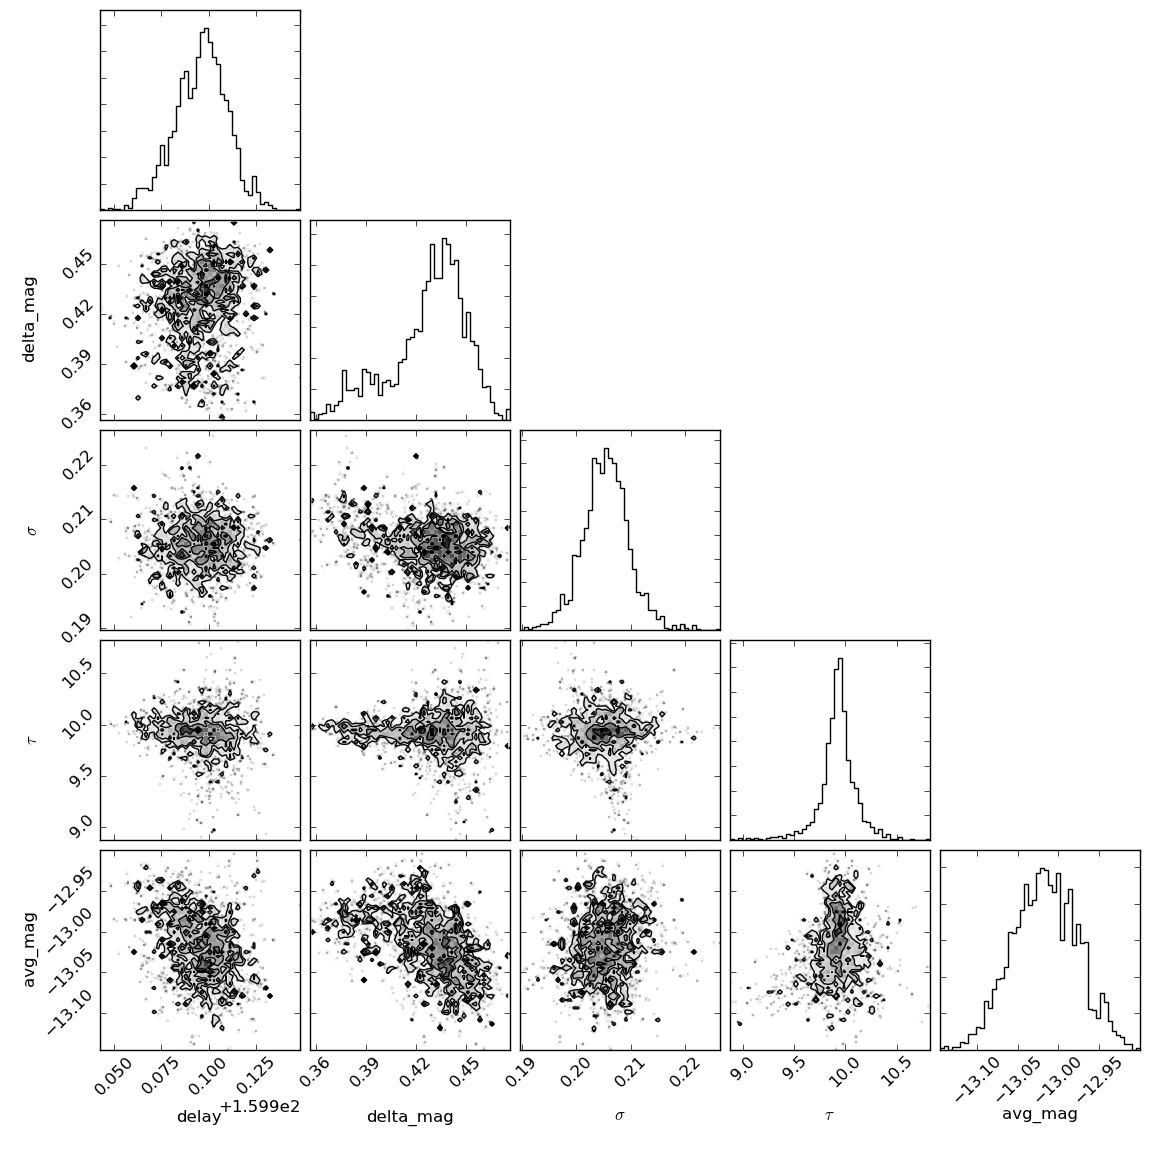 delta_mag
0.45
0.42
0.39
0.36
σ
0.22
0.21
0.20
0.19
τ
10.5
10.0
9.5
9.0
avg_mag
−12.95
−13.00
−13.05
−13.10
0.050 0.075 0.100 0.125
+1.599e2
delay
0.36 0.39 0.42 0.45
delta_mag
0.19 0.20 0.21 0.22
σ
9.0 9.5 10.0 10.5
τ
−13.10 −13.05 −13.00 −12.95
avg_mag